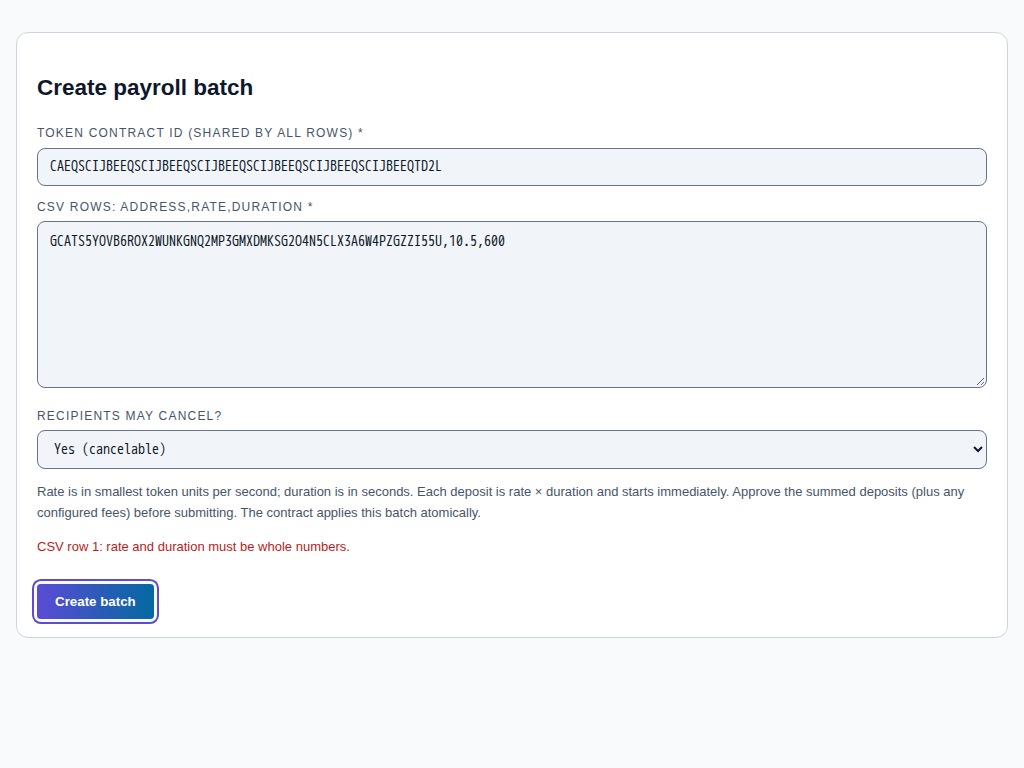 Create payroll batch
TOKEN CONTRACT ID (SHARED BY ALL ROWS) *
CAEQSCIJBEEQSCIJBEEQSCIJBEEQSCIJBEEQSCIJBEEQSCIJBEEQTD2L
CSV ROWS: ADDRESS,RATE,DURATION *
GCATS5YOVB6ROX2WUNKGNQ2MP3GMXDMKSG2O4N5CLX3A6W4PZGZZI55U,10.5,600
RECIPIENTS MAY CANCEL?
Yes (cancelable)
Rate is in smallest token units per second; duration is in seconds. Each deposit is rate × duration and starts immediately. Approve the summed deposits (plus any
configured fees) before submitting. The contract applies this batch atomically.
CSV row 1: rate and duration must be whole numbers.
Create batch